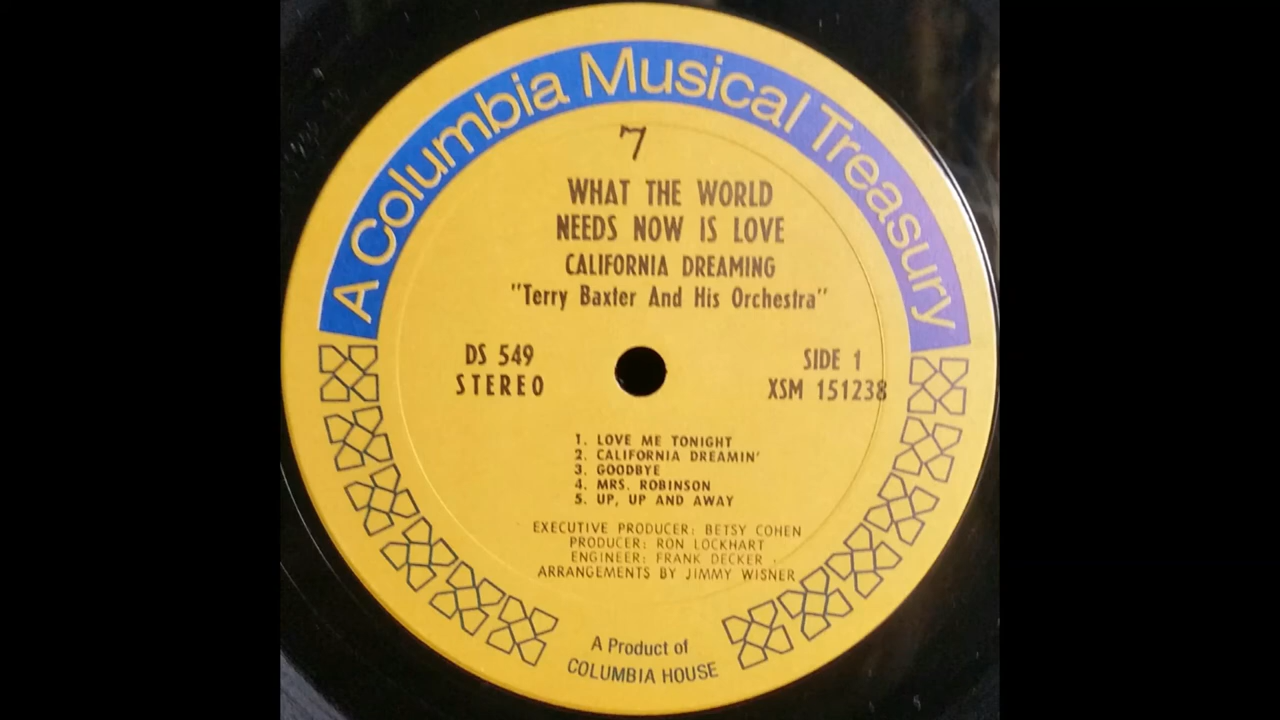 A Columbia Musical Treasury
7
WHAT THE WORLD
NEEDS NOW IS LOVE
CALIFORNIA DREAMING
"Terry Baxter And His Orchestra"
DS 549
STEREO
SIDE 1
XSM 151238
1. LOVE ME TONIGHT
2. CALIFORNIA DREAMIN'
3. GOODBYE
4. MRS. ROBINSON
5. UP, UP AND AWAY
EXECUTIVE PRODUCER: BETSY COHEN
PRODUCER: RON LOCKHART
ENGINEER: FRANK DECKER
ARRANGEMENTS BY JIMMY WISNER
A Product of
COLUMBIA HOUSE